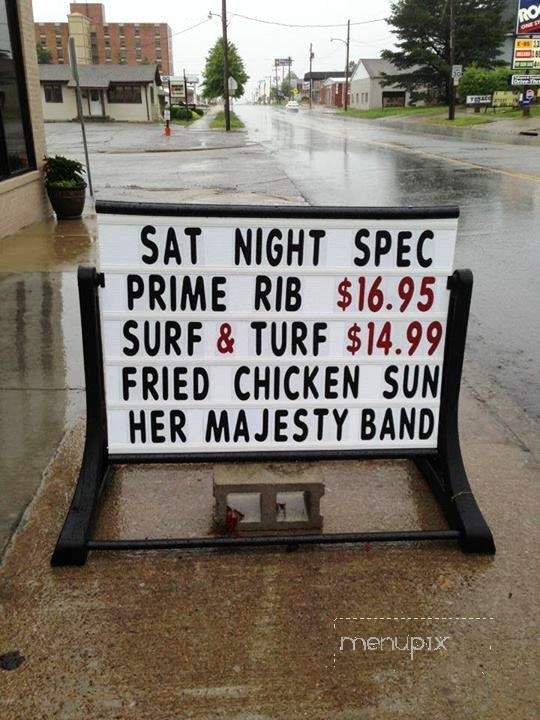 SAT NIGHT SPEC
PRIME RIB $16.95
SURF & TURF $14.99
FRIED CHICKEN SUN
HER MAJESTY BAND
menupix